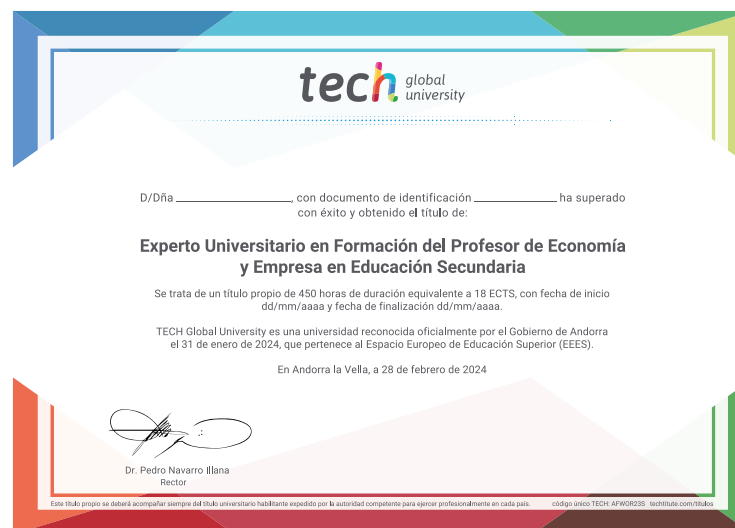 tech global university
D/Dña ____________________, con documento de identificación ______________ ha superado
con éxito y obtenido el título de:
Experto Universitario en Formación del Profesor de Economía
y Empresa en Educación Secundaria
Se trata de un título propio de 450 horas de duración equivalente a 18 ECTS, con fecha de inicio
dd/mm/aaaa y fecha de finalización dd/mm/aaaa.
TECH Global University es una universidad reconocida oficialmente por el Gobierno de Andorra
el 31 de enero de 2024, que pertenece al Espacio Europeo de Educación Superior (EEES).
En Andorra la Vella, a 28 de febrero de 2024
Dr. Pedro Navarro Illana
Rector
Este título propio se deberá acompañar siempre del título universitario habilitante expedido por la autoridad competente para ejercer profesionalmente en cada país. código único TECH: AFWOR23S techtitute.com/titulos